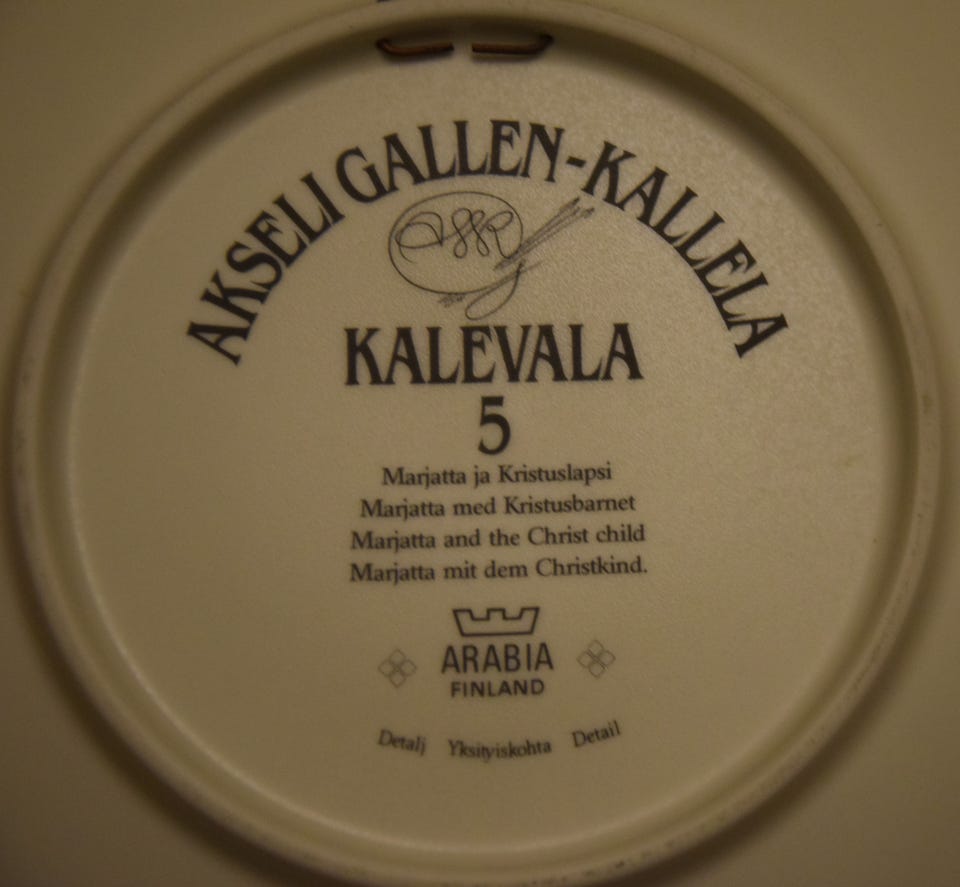 AKSELI GALLEN-KALLELA
KALEVALA
5
Marjatta ja Kristuslapsi
Marjatta med Kristusbarnet
Marjatta and the Christ child
Marjatta mit dem Christkind.
ARABIA
FINLAND
Detalj Yksityiskohta Detail